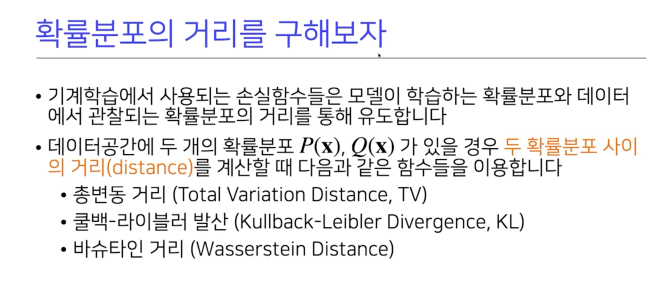 확률분포의 거리를 구해보자
• 기계학습에서 사용되는 손실함수들은 모델이 학습하는 확률분포와 데이터
에서 관찰되는 확률분포의 거리를 통해 유도합니다
• 데이터공간에 두 개의 확률분포 P(x), Q(x) 가 있을 경우 두 확률분포 사이
의 거리(distance)를 계산할 때 다음과 같은 함수들을 이용합니다
• 총변동 거리 (Total Variation Distance, TV)
• 쿨백-라이블러 발산 (Kullback-Leibler Divergence, KL)
• 바슈타인 거리 (Wasserstein Distance)